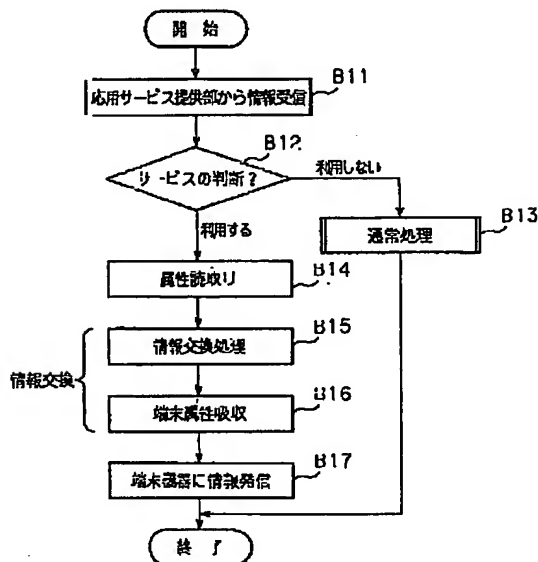 開 始
応用サービス提供部から情報受信
B11
サービスの判断?
B12
利用しない
利用する
通常処理
B13
属性読取り
B14
情報交換
情報交換処理
B15
端末属性吸収
B16
端末器器に情報発信
B17
終 了